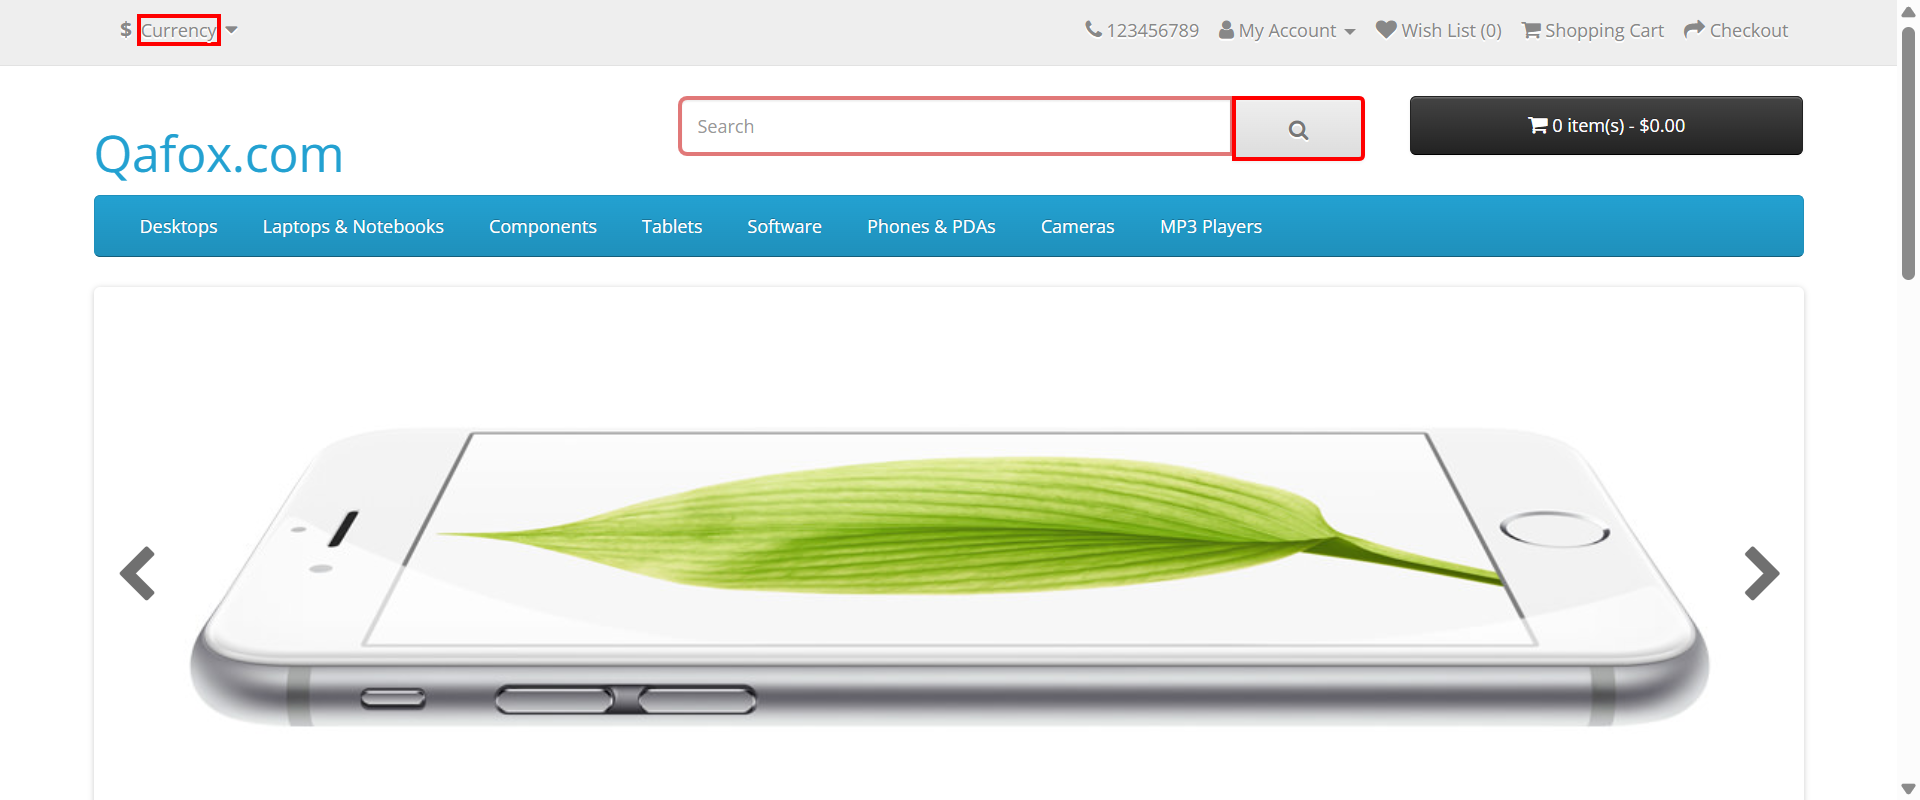 $ Currency
123456789 My Account Wish List (0) Shopping Cart Checkout
Search
0 item(s) - $0.00
Qafox.com
Desktops Laptops & Notebooks Components Tablets Software Phones & PDAs Cameras MP3 Players